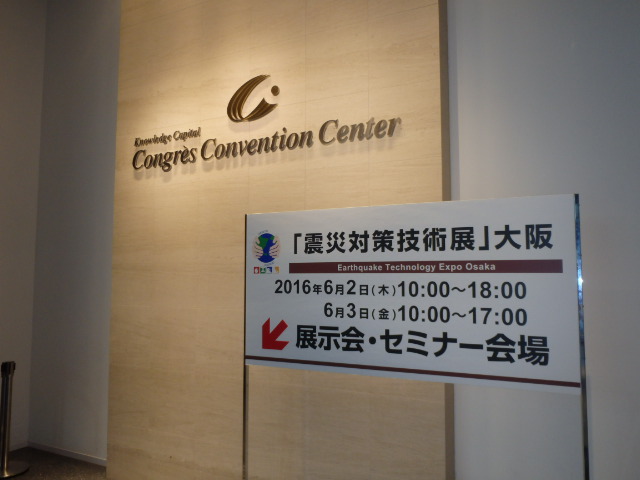 Knowledge Capital
Congrès Convention Center
「震災対策技術展」大阪
Earthquake Technology Expo Osaka
2016年6月2日(木)10:00〜18:00
6月3日(金)10:00〜17:00
展示会・セミナー会場